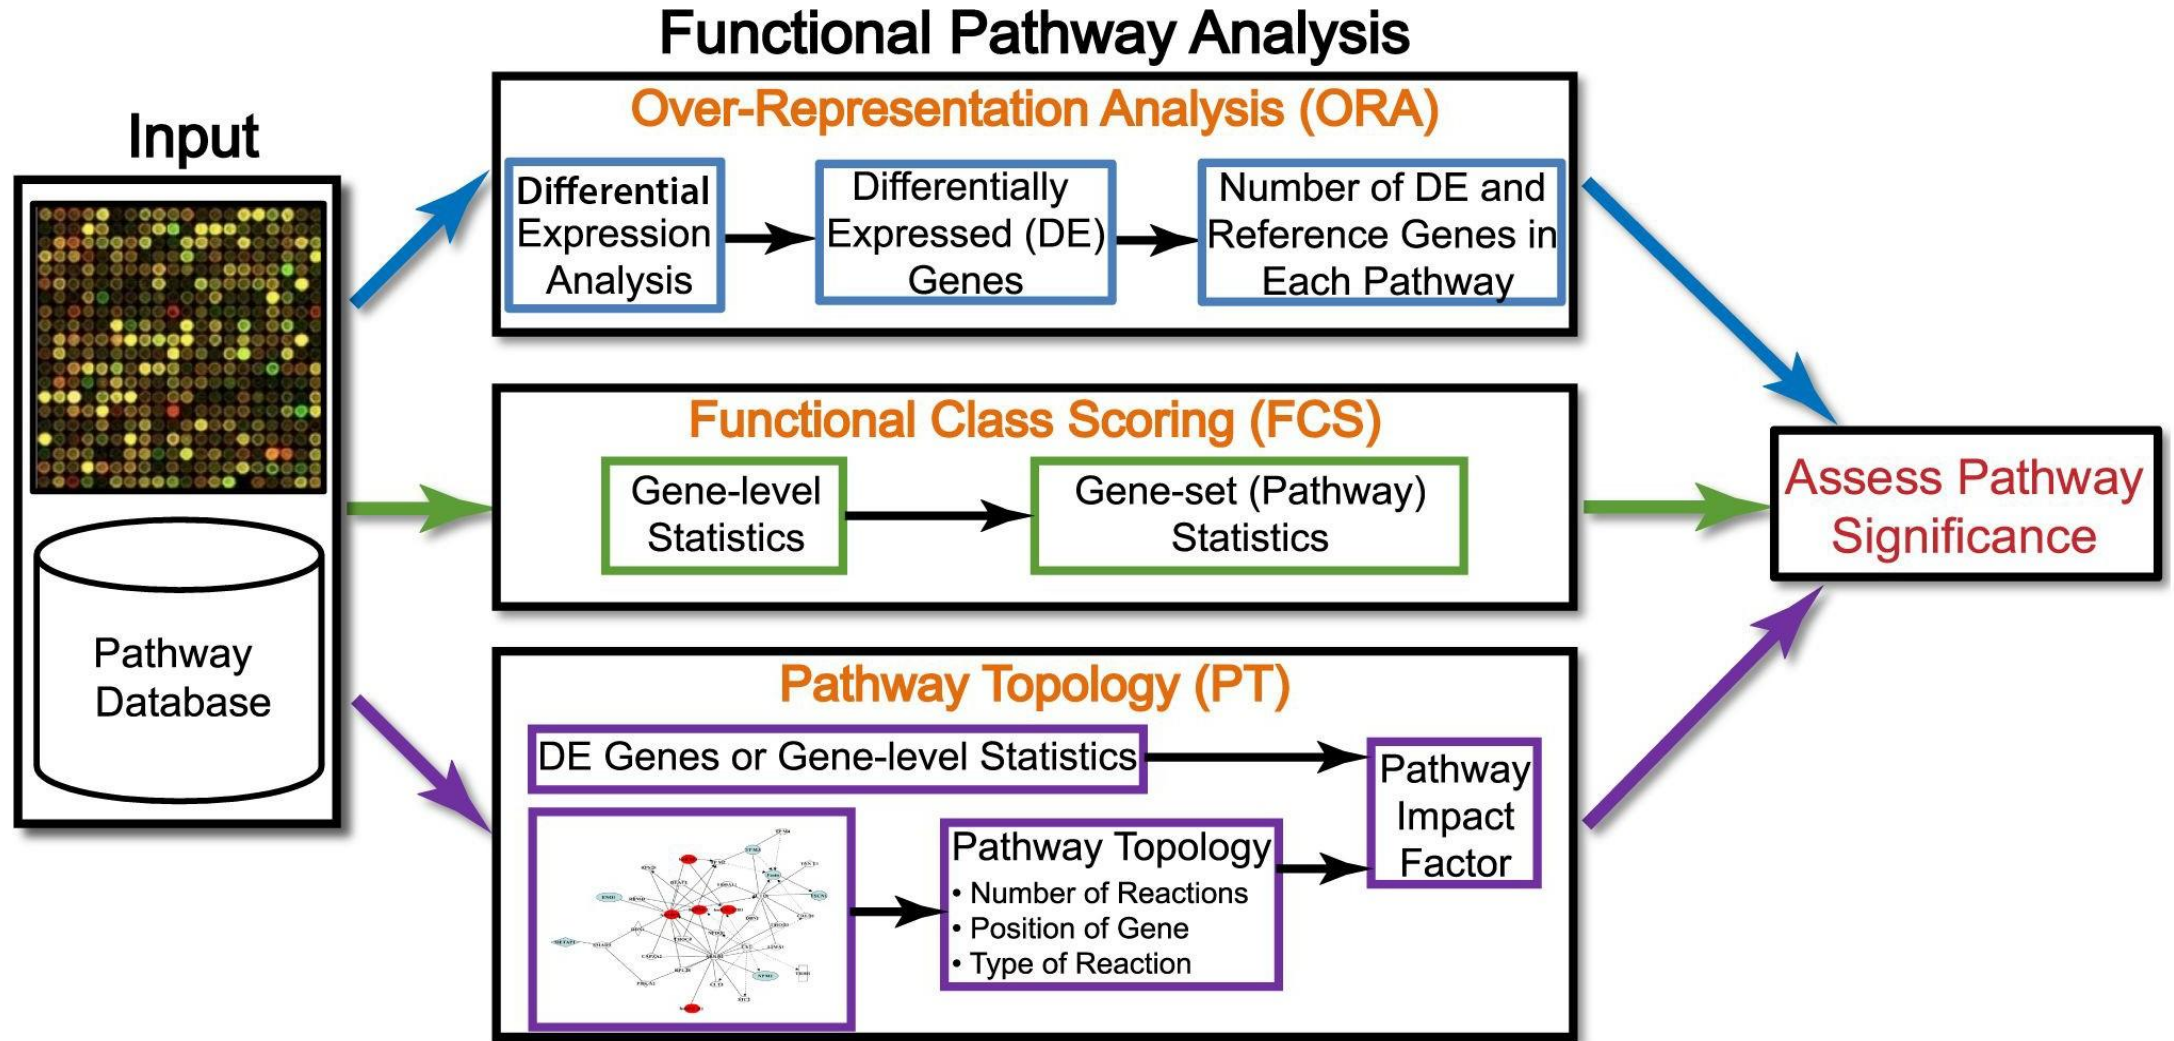 Functional Pathway Analysis
Input
Pathway
Database
Over-Representation Analysis (ORA)
Differential
Expression
Analysis
Differentially
Expressed (DE)
Genes
Number of DE and
Reference Genes in
Each Pathway
Functional Class Scoring (FCS)
Gene-level
Statistics
Gene-set (Pathway)
Statistics
Pathway Topology (PT)
DE Genes or Gene-level Statistics
Pathway Topology
• Number of Reactions
• Position of Gene
• Type of Reaction
Pathway
Impact
Factor
Assess Pathway
Significance